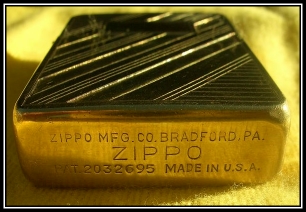 ZIPPO MFG. CO. BRADFORD, PA.
ZIPPO
PAT. 2032695 MADE IN U.S.A.